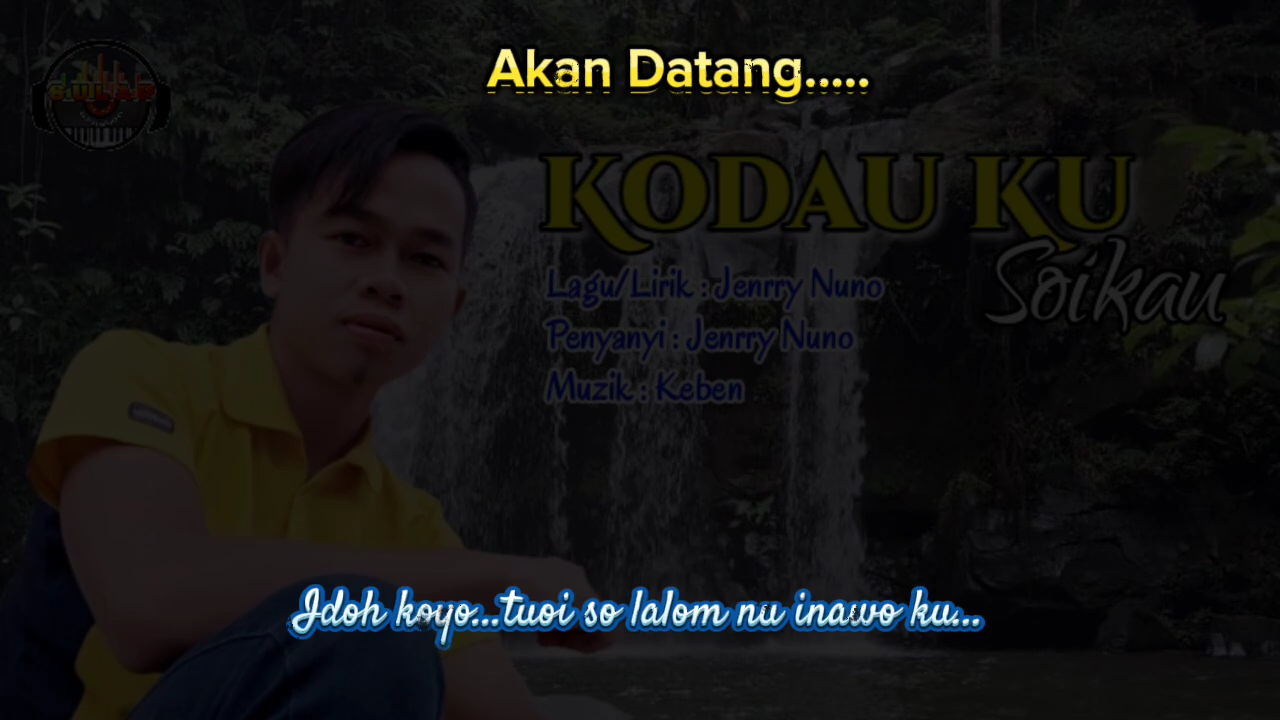 Akan Datang.....
KODAU KU
Soikau
Lagu/Lirik : Jenrry Nuno
Penyanyi : Jenrry Nuno
Muzik : Keben
Idoh koyo...tuoi so lalom nu inawo ku...